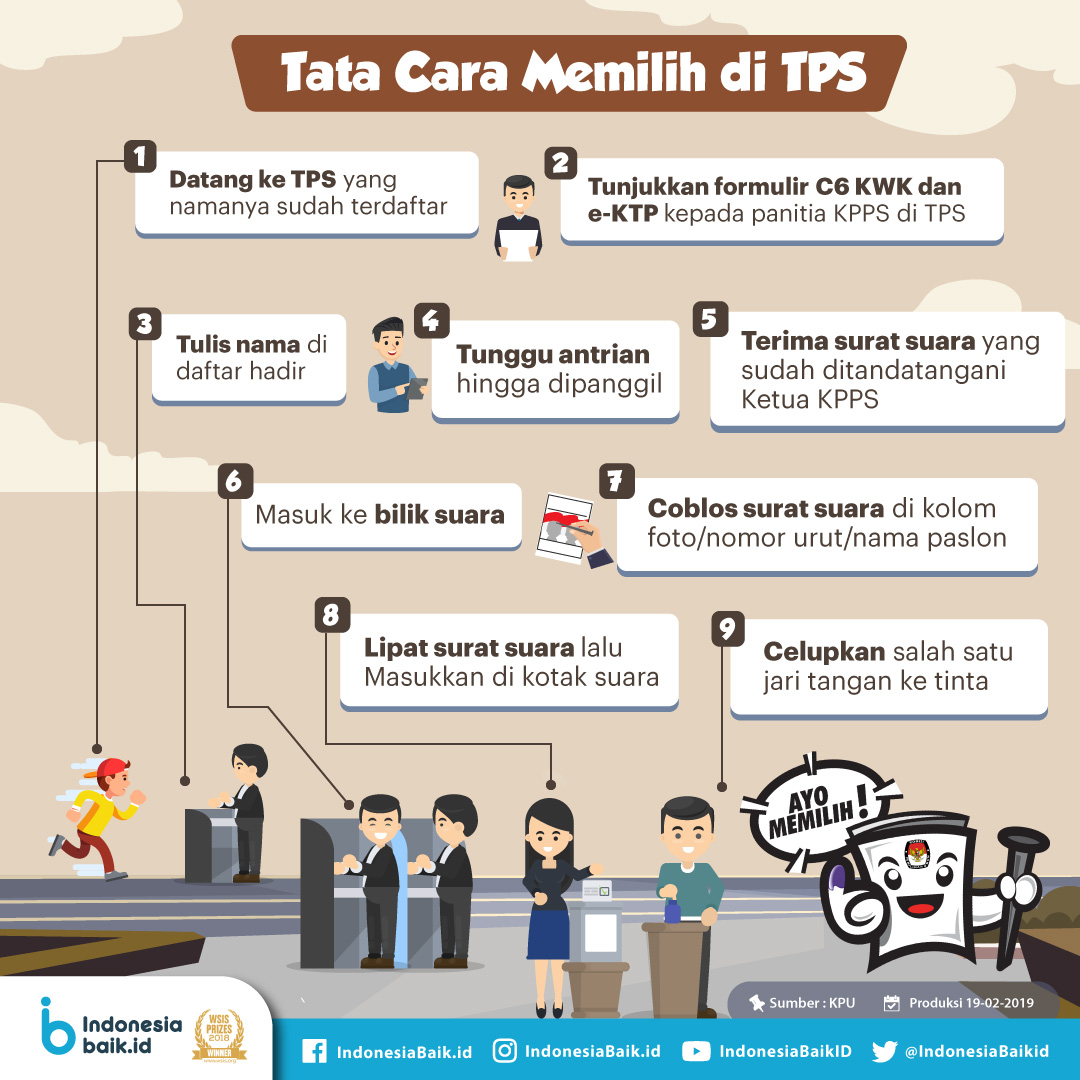 Tata Cara Memilih di TPS
1
Datang ke TPS yang
namanya sudah terdaftar
2
Tunjukkan formulir C6 KWK dan
e-KTP kepada panitia KPPS di TPS
3
Tulis nama di
daftar hadir
4
Tunggu antrian
hingga dipanggil
5
Terima surat suara yang
sudah ditandatangani
Ketua KPPS
6
Masuk ke bilik suara
7
Coblos surat suara di kolom
foto/nomor urut/nama paslon
8
Lipat surat suara lalu
Masukkan di kotak suara
9
Celupkan salah satu
jari tangan ke tinta
AYO
MEMILIH!
Sumber : KPU
Produksi 19-02-2019
Indonesia
baik.id
WSIS
PRIZES
2018
WINNER
IndonesiaBaik.id
IndonesiaBaik.id
IndonesiaBaikID
@IndonesiaBaikid